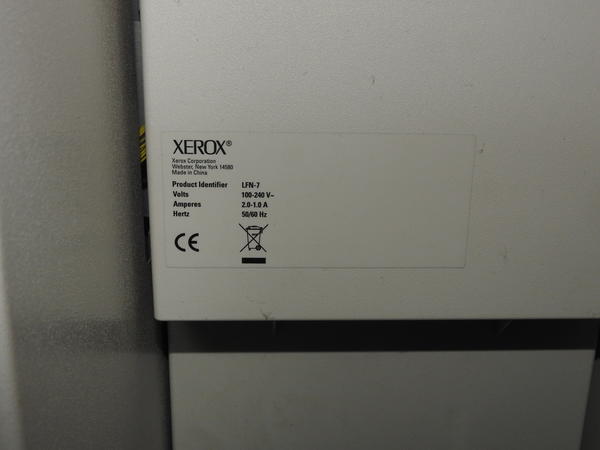 XEROX®
Xerox Corporation
Webster, New York 14580
Made in China
Product Identifier LFN-7
Volts 100-240 V~
Amperes 2.0-1.0 A
Hertz 50/60 Hz
CE